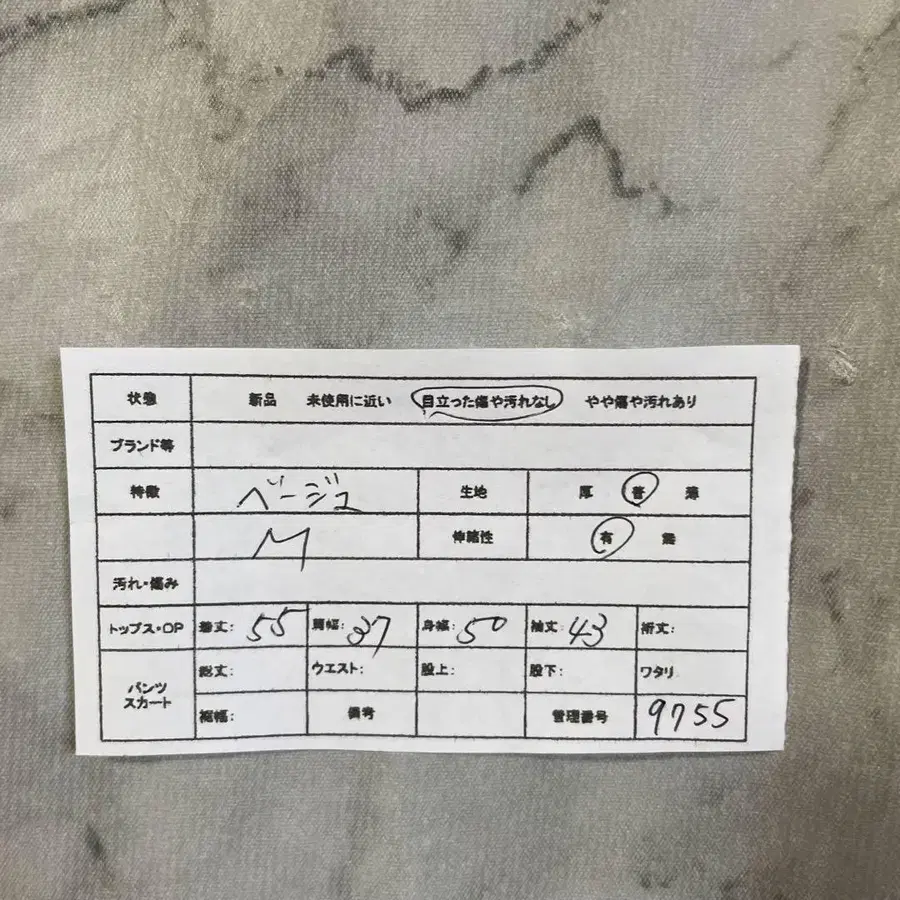 状態 新品 未使用に近い 目立った傷や汚れなし やや傷や汚れあり
ブランド等
特徴 ベージュ 生地 厚 普 薄
M 伸縮性 有 無
汚れ・傷み
トップス・OP 着丈: 55 肩幅: 37 身幅: 50 袖丈: 43 裄丈:
パンツ スカート 総丈: ウエスト: 股上: 股下: ワタリ:
裾幅: 備考 管理番号 9755